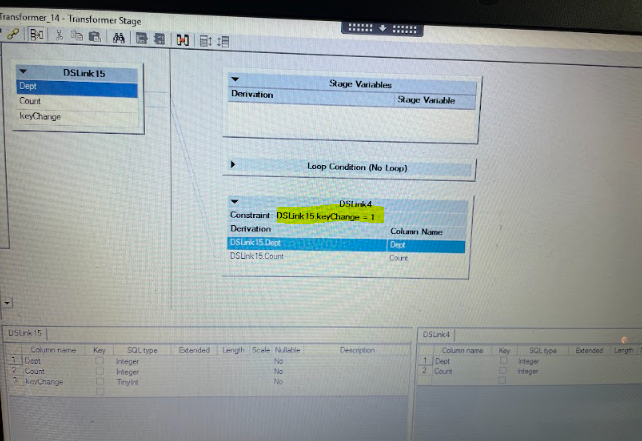 Transformer_14 - Transformer Stage
DSLink15
Dept
Count
keyChange
Stage Variables
Derivation
Stage Variable
Loop Condition (No Loop)
DSLink4
Constraint: DSLink15.keyChange = 1
Derivation
Column Name
DSLink15.Dept
Dept
DSLink15.Count
Count
DSLink15
Column name Key SQL type Extended Length Scale Nullable Description
1 Dept Integer No
2 Count Integer No
3 keyChange TinyInt No
DSLink4
Column name Key SQL type Extended Length
1 Dept Integer
2 Count Integer